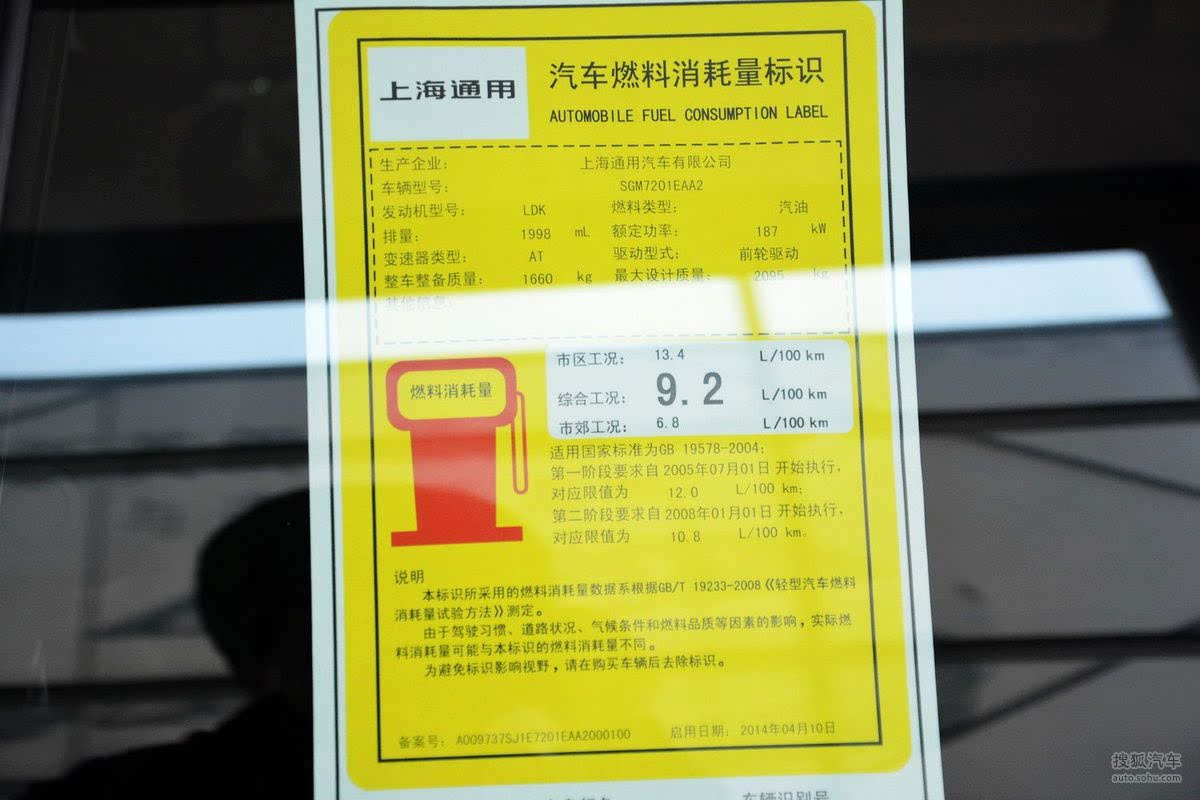 上海通用
汽车燃料消耗量标识
AUTOMOBILE FUEL CONSUMPTION LABEL
生产企业: 上海通用汽车有限公司
车辆型号: SGM7201EAA2
发动机型号: LDK 燃料类型: 汽油
排量: 1998 mL 额定功率: 187 kW
变速器类型: AT 驱动型式: 前轮驱动
整车整备质量: 1660 kg 最大设计质量: 2095 kg
其他信息:
燃料消耗量
市区工况: 13.4 L/100 km
综合工况: 9.2 L/100 km
市郊工况: 6.8 L/100 km
适用国家标准为GB 19578-2004:
第一阶段要求自2005年07月01日 开始执行,
对应限值为 12.0 L/100 km;
第二阶段要求自2008年01月01日 开始执行,
对应限值为 10.8 L/100 km。
说明
本标识所采用的燃料消耗量数据系根据GB/T 19233-2008《轻型汽车燃料
消耗量试验方法》测定。
由于驾驶习惯、道路状况、气候条件和燃料品质等因素的影响,实际燃
料消耗量可能与本标识的燃料消耗量不同。
为避免标识影响视野,请在购买车辆后去除标识。
备案号: A009737SJ1E7201EAA2000100 启用日期: 2014年04月10日
车辆识别号
搜狐汽车
auto.sohu.com